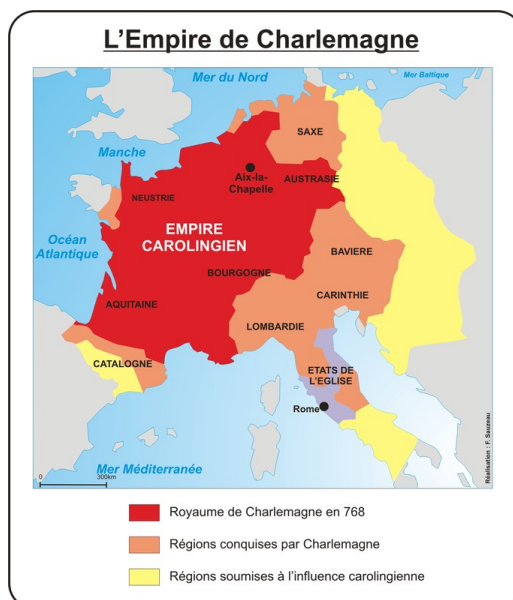 L'Empire de Charlemagne
Mer du Nord
Mer Baltique
SAXE
Manche
Aix-la-
Chapelle
AUSTRASIE
NEUSTRIE
EMPIRE
CAROLINGIEN
Océan
Atlantique
BAVIERE
BOURGOGNE
CARINTHIE
AQUITAINE
LOMBARDIE
CATALOGNE
ETATS DE
L'EGLISE
Rome
Mer Méditerranée
0 300km
Réalisation : F. Sauzeau
Royaume de Charlemagne en 768
Régions conquises par Charlemagne
Régions soumises à l'influence carolingienne